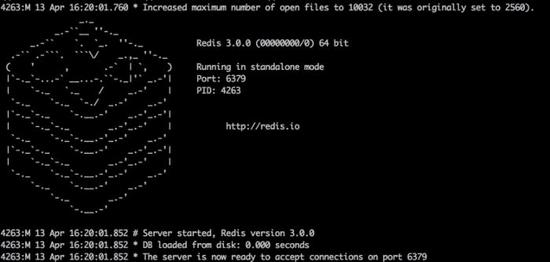 4263:M 13 Apr 16:20:01.760 * Increased maximum number of open files to 10032 (it was originally set to 2560).
Redis 3.0.0 (00000000/0) 64 bit
Running in standalone mode
Port: 6379
PID: 4263
http://redis.io
4263:M 13 Apr 16:20:01.852 # Server started, Redis version 3.0.0
4263:M 13 Apr 16:20:01.852 * DB loaded from disk: 0.000 seconds
4263:M 13 Apr 16:20:01.852 * The server is now ready to accept connections on port 6379